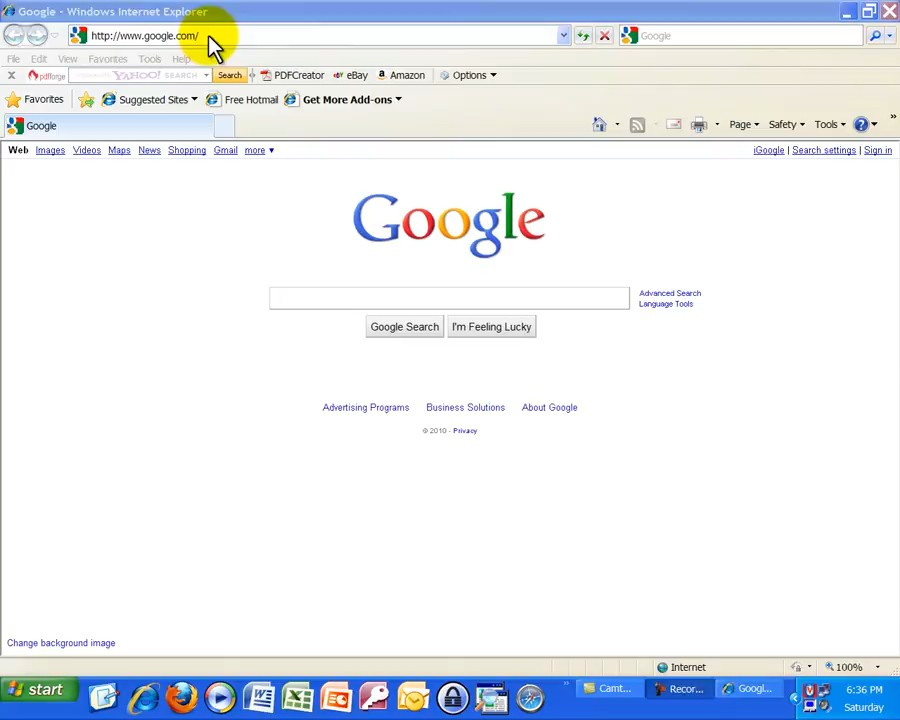 Google - Windows Internet Explorer
http://www.google.com/
Google
File Edit View Favorites Tools Help
pdfforge YAHOO! SEARCH Search PDFCreator eBay Amazon Options
Favorites Suggested Sites Free Hotmail Get More Add-ons
Google
Page Safety Tools
Web Images Videos Maps News Shopping Gmail more
iGoogle | Search settings | Sign in
Google
Advanced Search
Language Tools
Google Search I'm Feeling Lucky
Advertising Programs Business Solutions About Google
© 2010 - Privacy
Change background image
Internet 100%
start
Camt...
Recor...
Googl...
6:36 PM
Saturday